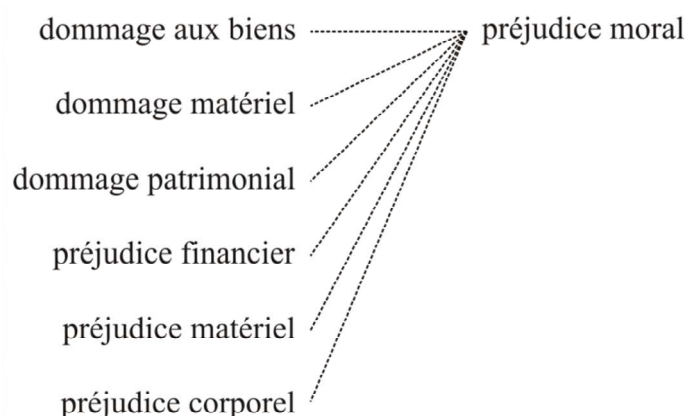 dommage aux biens préjudice moral
dommage matériel
dommage patrimonial
préjudice financier
préjudice matériel
préjudice corporel